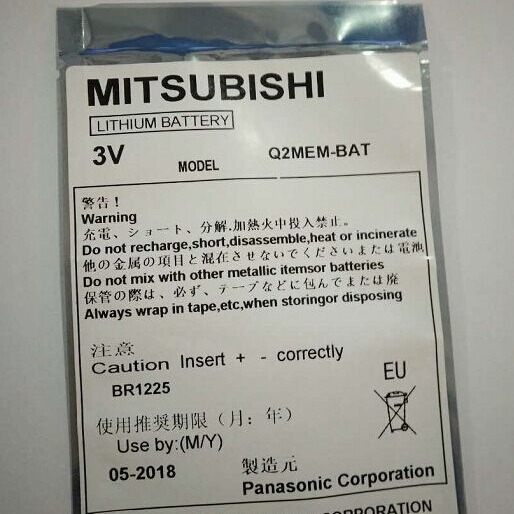 MITSUBISHI
LITHIUM BATTERY
3V MODEL Q2MEM-BAT
警告！
Warning
充電、ショート、分解.加熱火中投入禁止。
Do not recharge,short,disassemble,heat or incinerate
他の金属の項目と混在させないでくださいまたは電池
Do not mix with other metallic itemsor batteries
保管の際は、必ず、テープなどに包んでまたは廃
Always wrap in tape,etc,when storingor disposing
注意
Caution Insert + - correctly
BR1225
EU
使用推奨期限（月：年）
Use by:(M/Y)
05-2018
製造元
Panasonic Corporation
CORPORATION